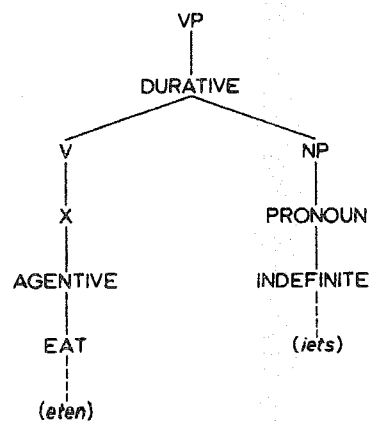 VP
DURATIVE
V NP
X PRONOUN
AGENTIVE INDEFINITE
EAT (iets)
(eten)